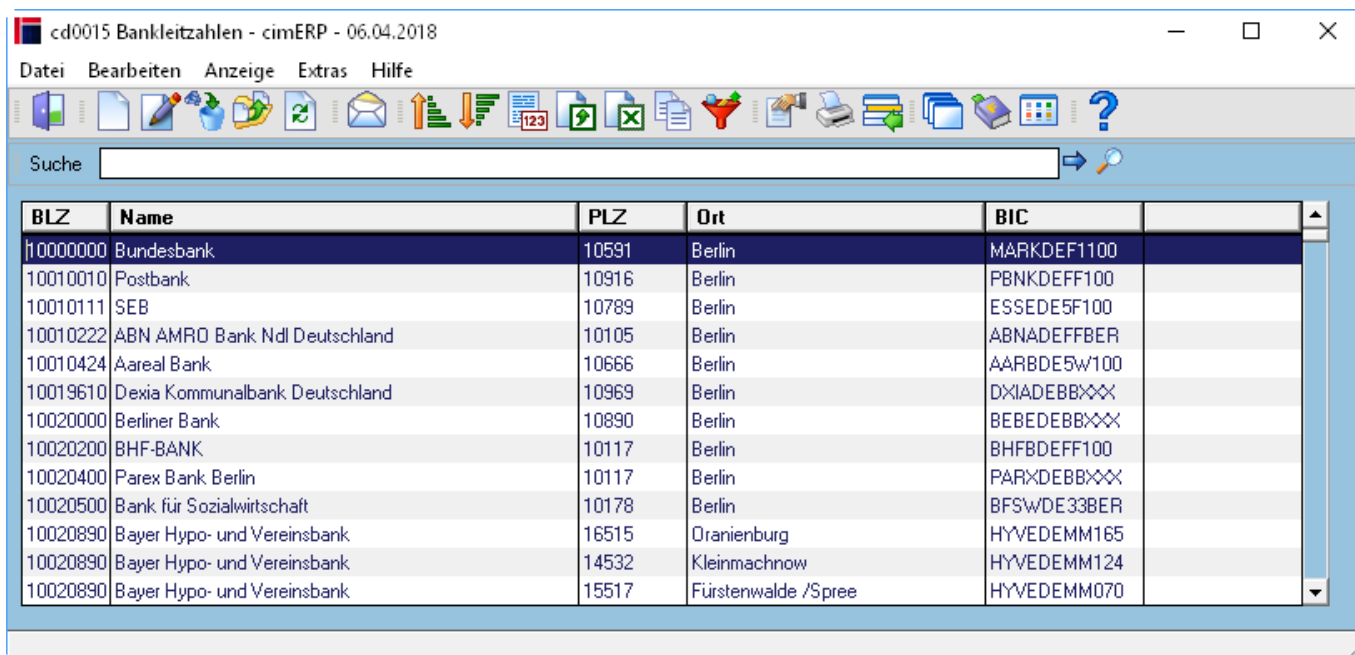 cd0015 Bankleitzahlen - cimERP - 06.04.2018
Datei Bearbeiten Anzeige Extras Hilfe
123
Suche
BLZ Name PLZ Ort BIC
10000000 Bundesbank 10591 Berlin MARKDEF1100
10010010 Postbank 10916 Berlin PBNKDEFF100
10010111 SEB 10789 Berlin ESSEDE5F100
10010222 ABN AMRO Bank Ndl Deutschland 10105 Berlin ABNADEFFBER
10010424 Aareal Bank 10666 Berlin AARBDE5W100
10019610 Dexia Kommunalbank Deutschland 10969 Berlin DXIADEBBXXX
10020000 Berliner Bank 10890 Berlin BEBEDEBBXXX
10020200 BHF-BANK 10117 Berlin BHFBDEFF100
10020400 Parex Bank Berlin 10117 Berlin PARXDEBBXXX
10020500 Bank für Sozialwirtschaft 10178 Berlin BFSWDE33BER
10020890 Bayer Hypo- und Vereinsbank 16515 Oranienburg HYVEDEMM165
10020890 Bayer Hypo- und Vereinsbank 14532 Kleinmachnow HYVEDEMM124
10020890 Bayer Hypo- und Vereinsbank 15517 Fürstenwalde /Spree HYVEDEMM070